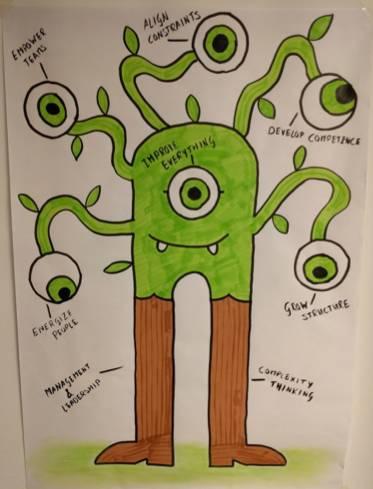 ALIGN
CONSTRAINTS
EMPOWER
TEAMS
DEVELOP COMPETENCE
IMPROVE
EVERYTHING
GROW
STRUCTURE
ENERGIZE
PEOPLE
MANAGEMENT
&
LEADERSHIP
COMPLEXITY
THINKING